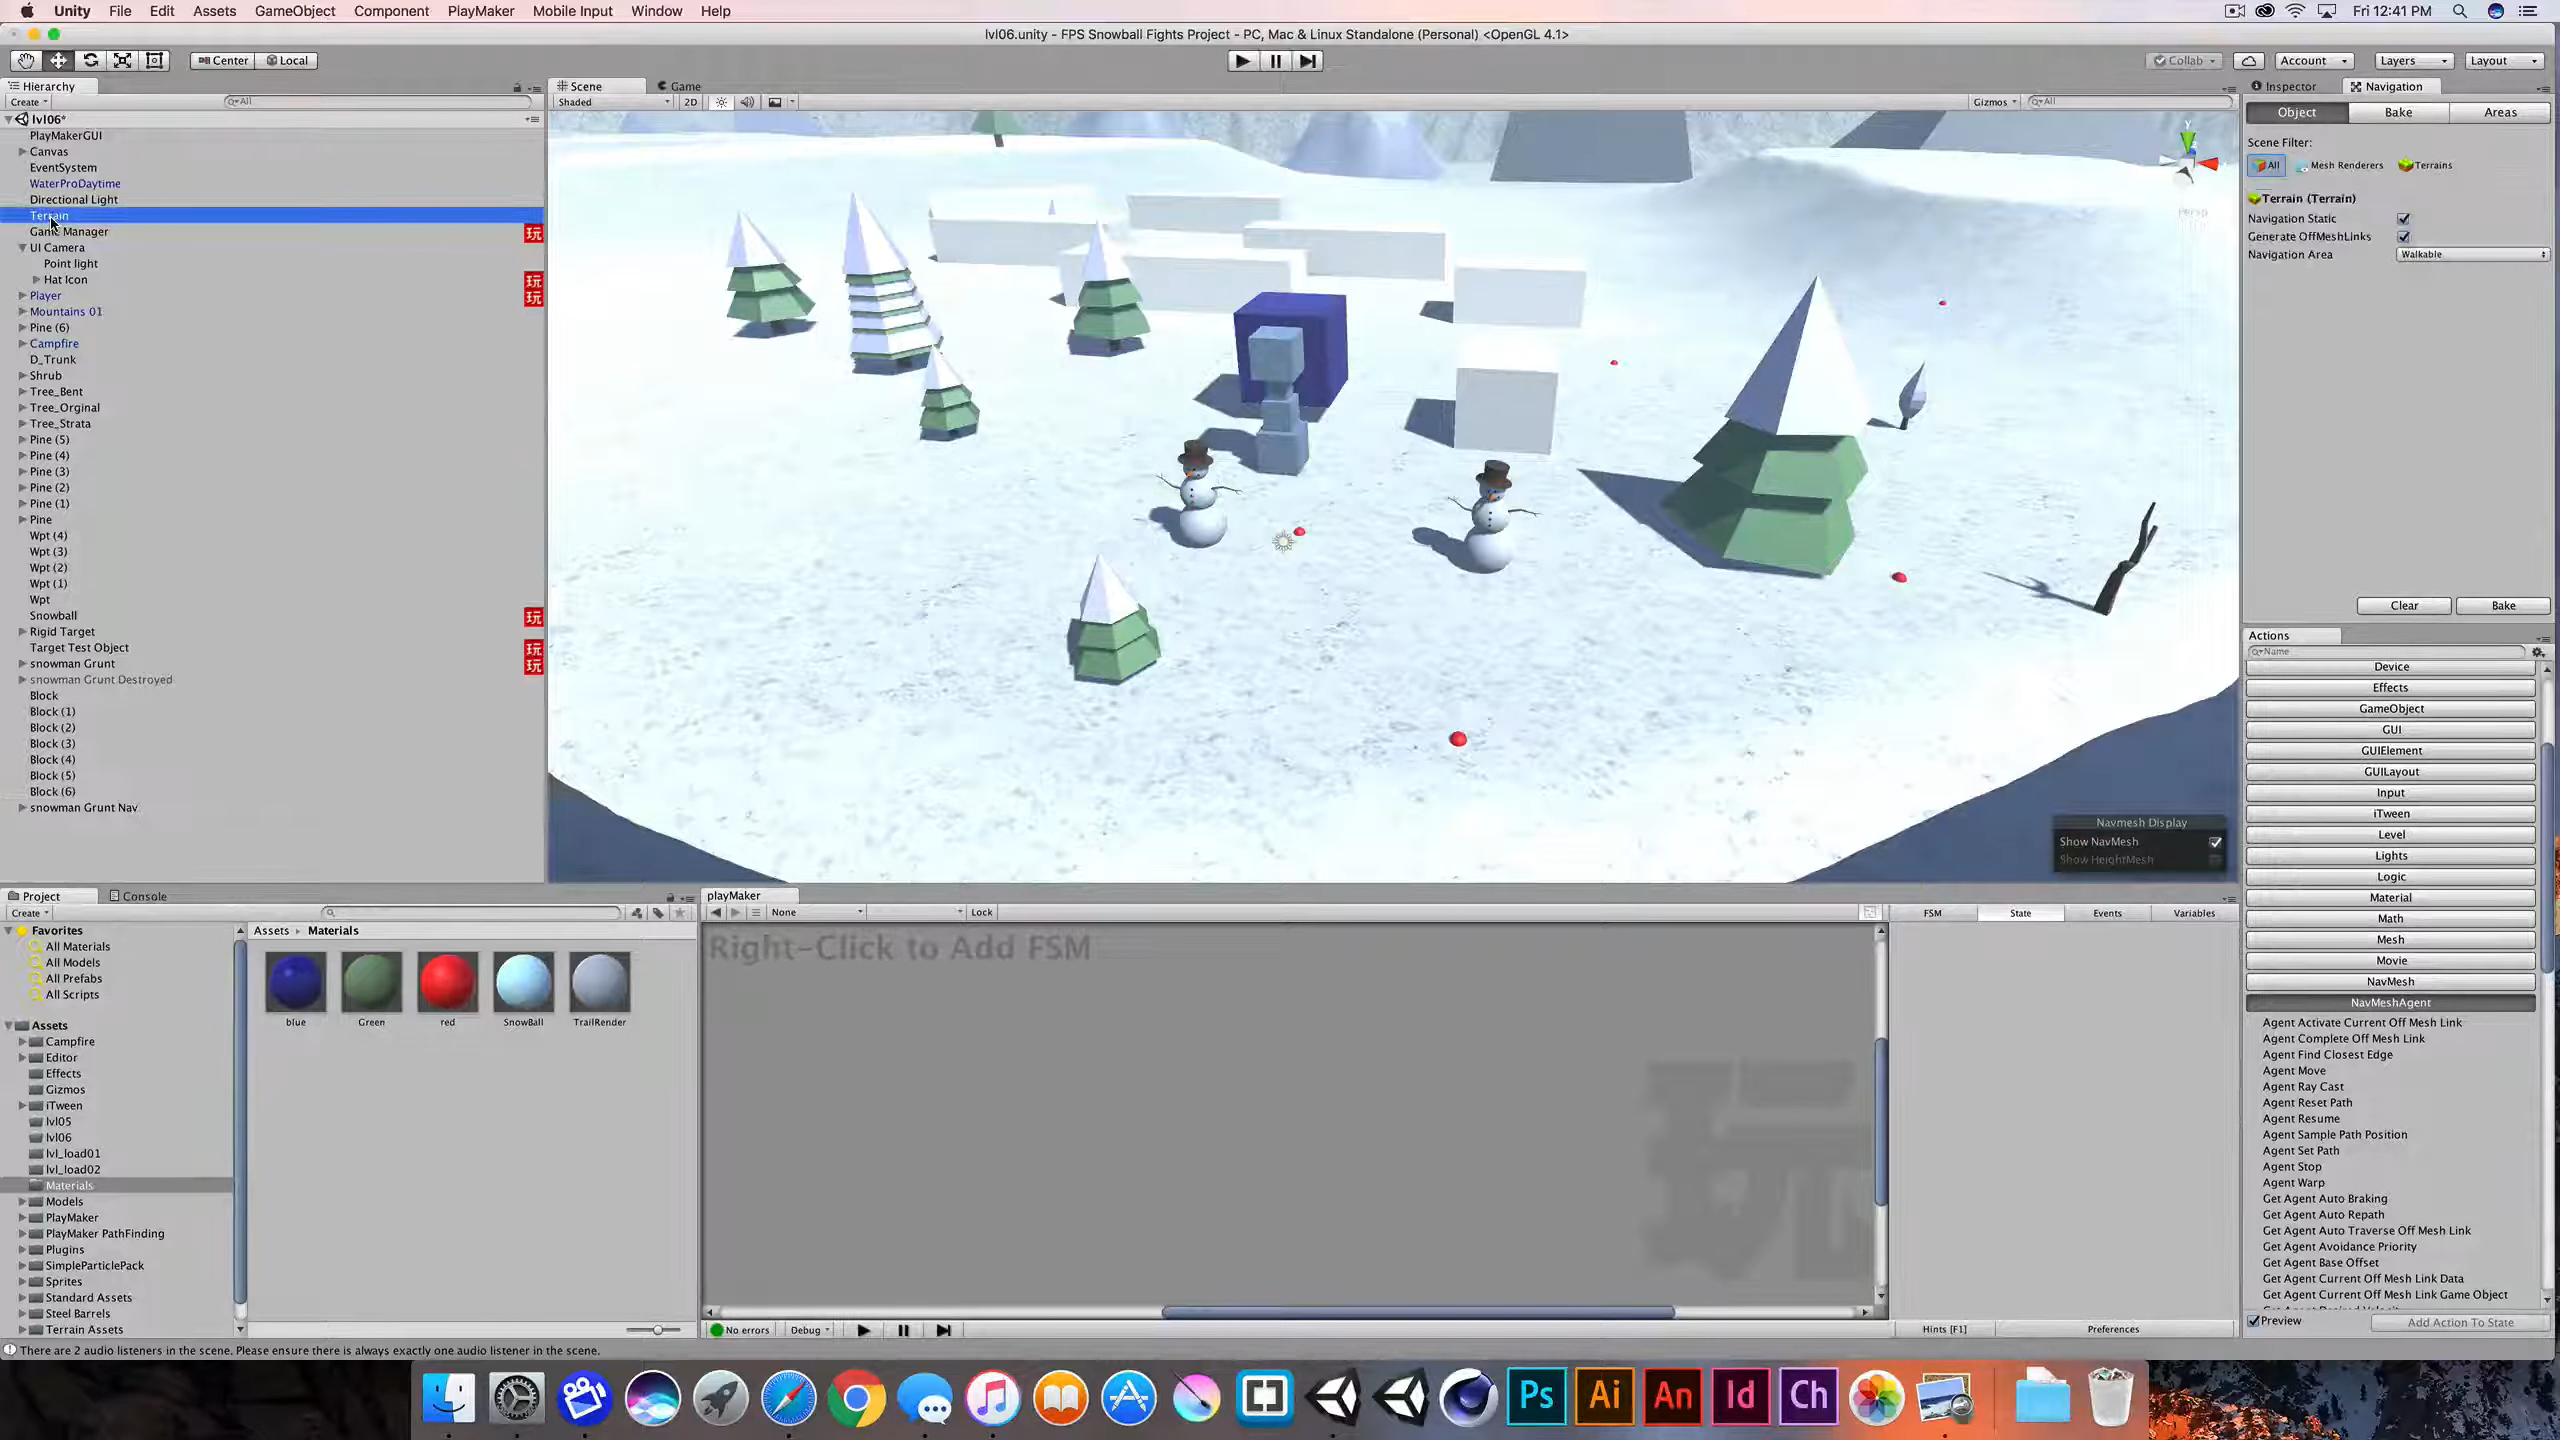 Unity File Edit Assets GameObject Component PlayMaker Mobile Input Window Help Fri 12:41 PM
lvl06.unity - FPS Snowball Fights Project - PC, Mac & Linux Standalone (Personal) <OpenGL 4.1>
Center Local Collab Account Layers Layout
Hierarchy Scene Game Inspector Navigation
Create All Shaded 2D Gizmos All
Object Bake Areas
lvl06*
PlayMakerGUI
Canvas
EventSystem
WaterProDaytime
Directional Light
Terrain
Game Manager
UI Camera
Point light
Hat Icon
Player
Mountains 01
Pine (6)
Campfire
D_Trunk
Shrub
Tree_Bent
Tree_Orginal
Tree_Strata
Pine (5)
Pine (4)
Pine (3)
Pine (2)
Pine (1)
Pine
Wpt (4)
Wpt (3)
Wpt (2)
Wpt (1)
Wpt
Snowball
Rigid Target
Target Test Object
snowman Grunt
snowman Grunt Destroyed
Block
Block (1)
Block (2)
Block (3)
Block (4)
Block (5)
Block (6)
snowman Grunt Nav
玩
玩
玩
玩
玩
玩
y
Persp
Navmesh Display
Show NavMesh
Show HeightMesh
Scene Filter:
All Mesh Renderers Terrains
Terrain (Terrain)
Navigation Static
Generate OffMeshLinks
Navigation Area Walkable
Clear Bake
Actions
Name
Device
Effects
GameObject
GUI
GUIElement
GUILayout
Input
iTween
Level
Lights
Logic
Material
Math
Mesh
Movie
NavMesh
NavMeshAgent
Agent Activate Current Off Mesh Link
Agent Complete Off Mesh Link
Agent Find Closest Edge
Agent Move
Agent Ray Cast
Agent Reset Path
Agent Resume
Agent Sample Path Position
Agent Set Path
Agent Stop
Agent Warp
Get Agent Auto Braking
Get Agent Auto Repath
Get Agent Auto Traverse Off Mesh Link
Get Agent Avoidance Priority
Get Agent Base Offset
Get Agent Current Off Mesh Link Data
Get Agent Current Off Mesh Link Game Object
Preview Add Action To State
Project Console
Create
Favorites
All Materials
All Models
All Prefabs
All Scripts
Assets
Campfire
Editor
Effects
Gizmos
iTween
lvl05
lvl06
lvl_load01
lvl_load02
Materials
Models
PlayMaker
PlayMaker PathFinding
Plugins
SimpleParticlePack
Sprites
Standard Assets
Steel Barrels
Terrain Assets
Assets Materials
blue Green red SnowBall TrailRender
playMaker
None Lock FSM State Events Variables
Right-Click to Add FSM
玩
No errors Debug Hints [F1] Preferences
There are 2 audio listeners in the scene. Please ensure there is always exactly one audio listener in the scene.
Ps Ai An Id Ch